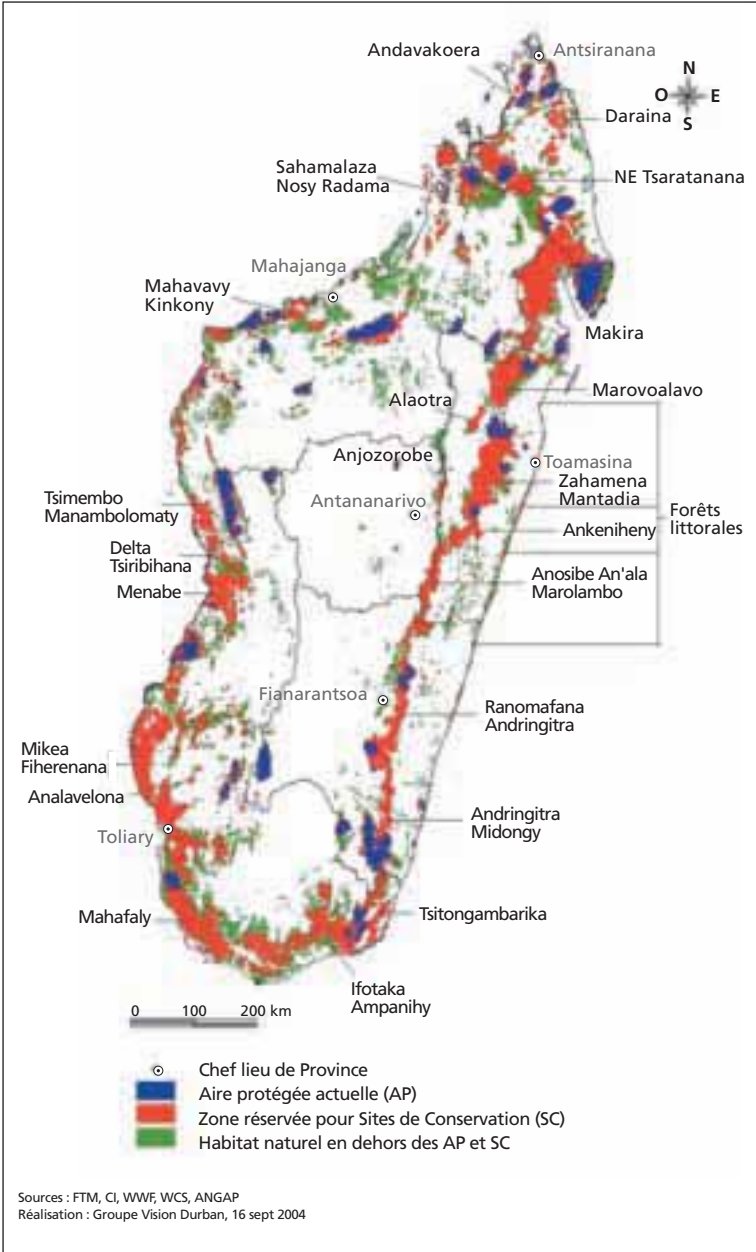 Andavakoera
Antsiranana
N
O E
S
Daraina
Sahamalaza
Nosy Radama
NE Tsaratanana
Mahajanga
Mahavavy
Kinkony
Makira
Marovoalavo
Alaotra
Anjozorobe
Toamasina
Zahamena
Mantadia
Antananarivo
Tsimembo
Manambolomaty
Forêts
littorales
Ankeniheny
Delta
Tsiribihana
Menabe
Anosibe An'ala
Marolambo
Fianarantsoa
Ranomafana
Andringitra
Mikea
Fiherenana
Analavelona
Toliary
Andringitra
Midongy
Mahafaly
Tsitongambarika
Ifotaka
Ampanihy
0 100 200 km
Chef lieu de Province
Aire protégée actuelle (AP)
Zone réservée pour Sites de Conservation (SC)
Habitat naturel en dehors des AP et SC
Sources : FTM, CI, WWF, WCS, ANGAP
Réalisation : Groupe Vision Durban, 16 sept 2004